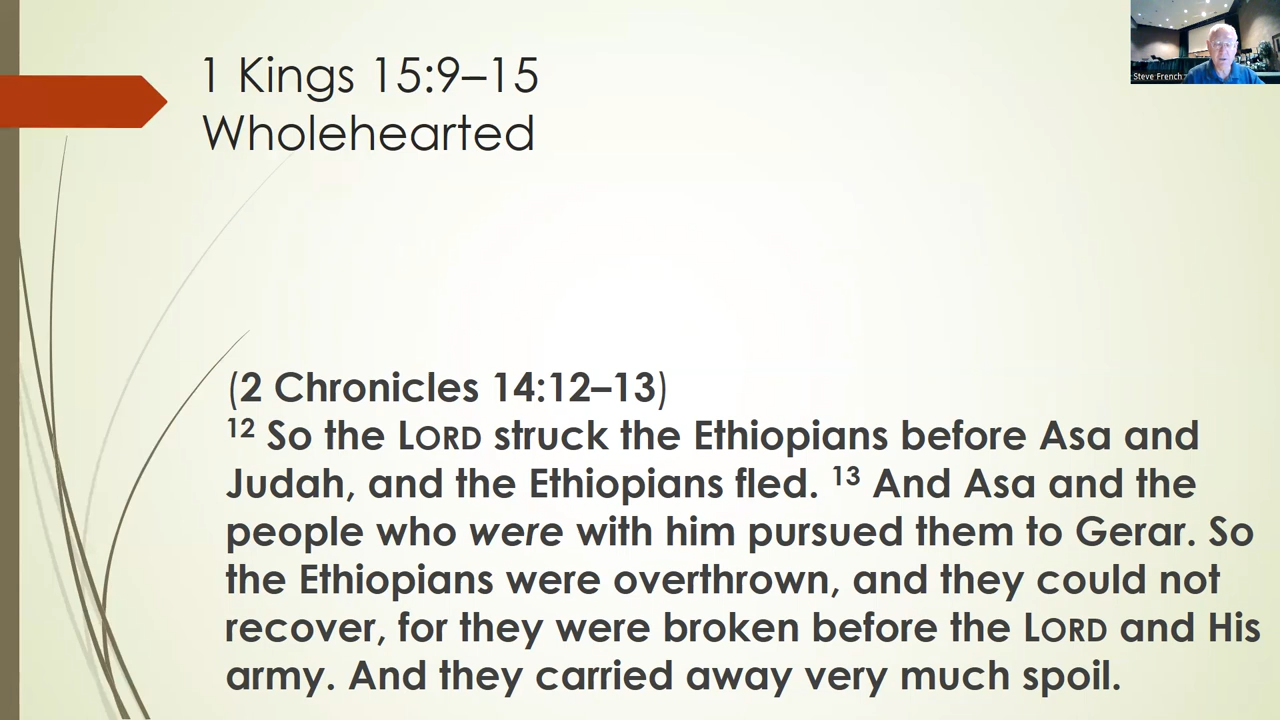 1 Kings 15:9–15
Wholehearted
Steve French
(2 Chronicles 14:12–13)
¹² So the LORD struck the Ethiopians before Asa and
Judah, and the Ethiopians fled. ¹³ And Asa and the
people who were with him pursued them to Gerar. So
the Ethiopians were overthrown, and they could not
recover, for they were broken before the LORD and His
army. And they carried away very much spoil.